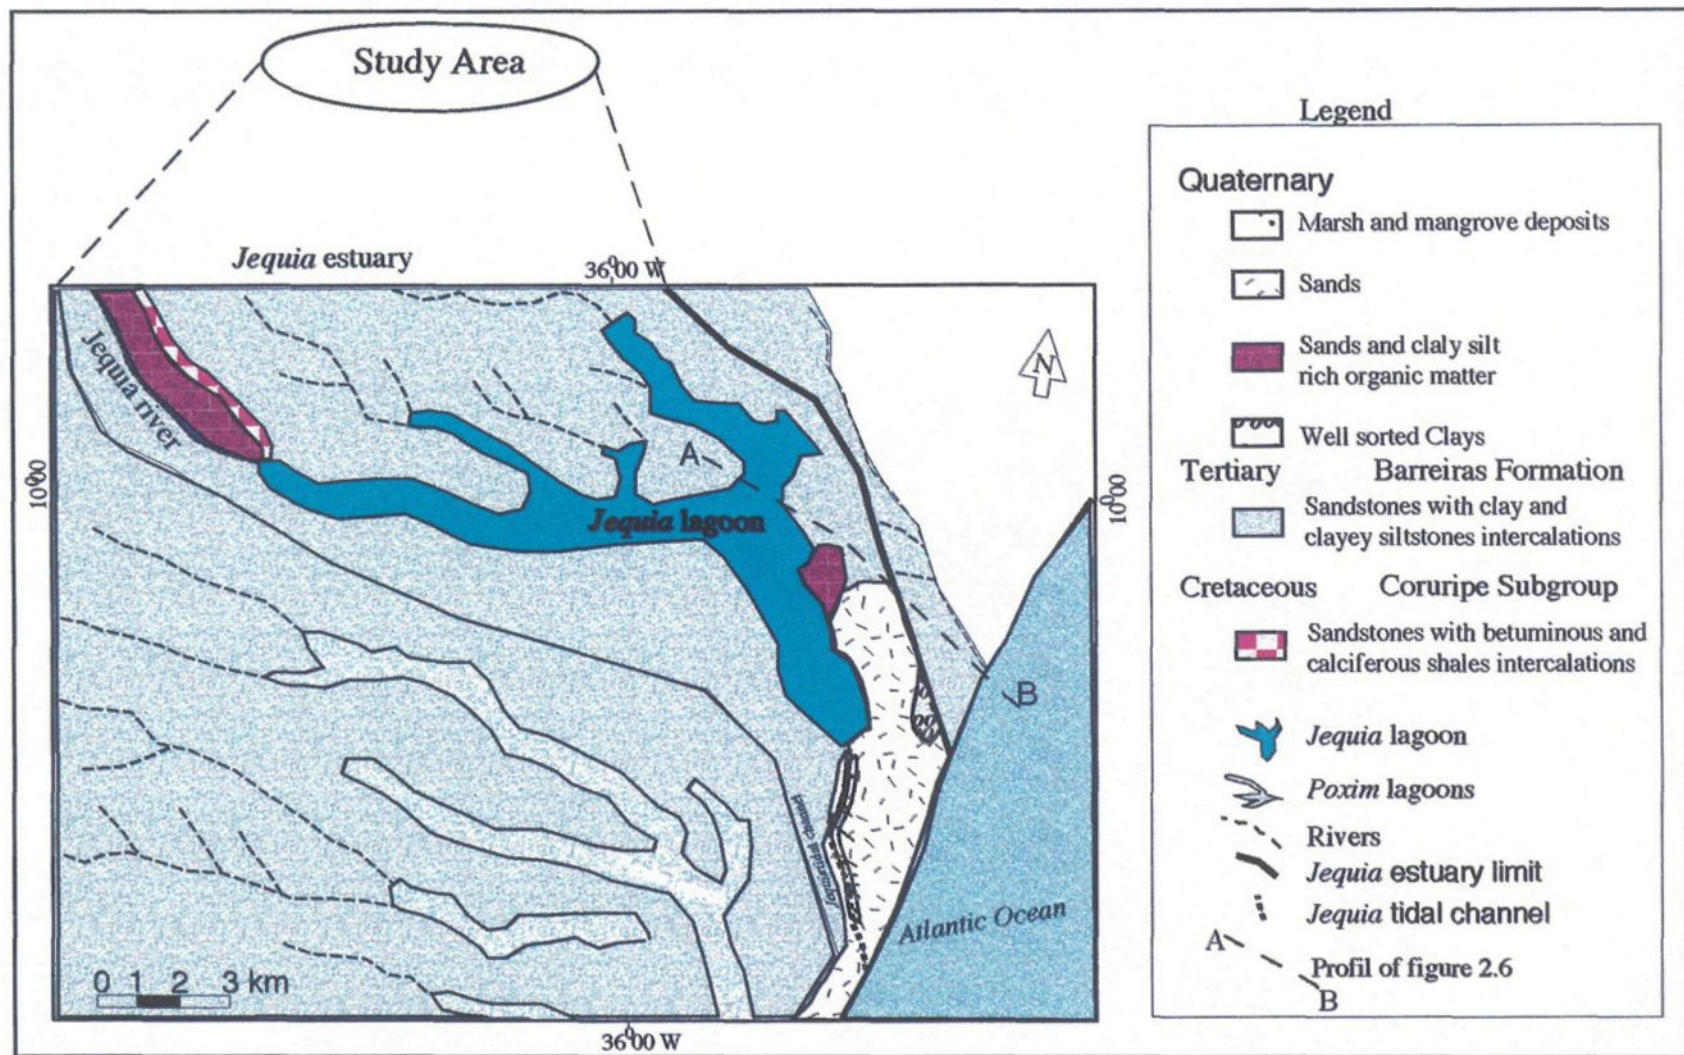 Study Area
Jequia estuary
36°00 W
Jequia river
10°00
N
A
Jequia lagoon
10°00
B
Jequia tidal channel
Atlantic Ocean
0 1 2 3 km
36°00 W
Legend
Quaternary
Marsh and mangrove deposits
Sands
Sands and claly silt
rich organic matter
Well sorted Clays
Tertiary Barreiras Formation
Sandstones with clay and
clayey siltstones intercalations
Cretaceous Coruripe Subgroup
Sandstones with betuminous and
calciferous shales intercalations
Jequia lagoon
Poxim lagoons
Rivers
Jequia estuary limit
Jequia tidal channel
A
Profil of figure 2.6
B